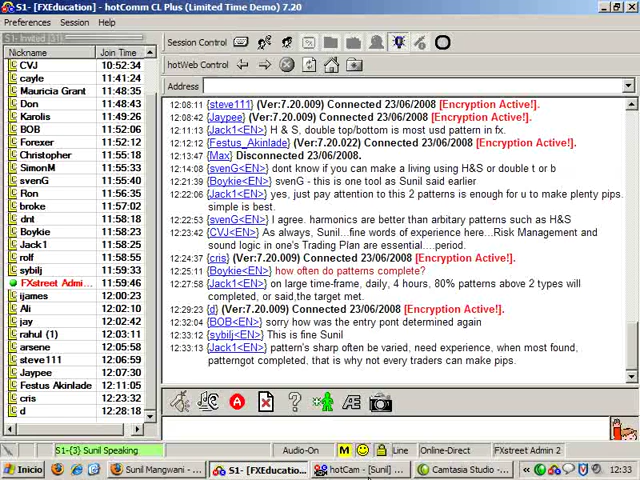 S1- [FXEducation] - hotComm CL Plus (Limited Time Demo) 7.20
Preferences Session Help
S1- Invited [31]
Nickname Join Time
CVJ 10:52:34
cayle 11:41:24
Mauricia Grant 11:48:35
Don 11:48:43
Karolis 11:49:26
BOB 11:52:06
Forexer 11:52:12
Christopher 11:55:18
SimonM 11:55:33
svenG 11:55:40
Ron 11:56:35
broke 11:57:02
dnt 11:58:18
Boykie 11:58:23
Jack1 11:58:25
rolf 11:58:55
sybilj 11:59:33
FXstreet Admi... 11:59:46
ijames 12:00:23
Ali 12:02:10
jay 12:02:42
rahul (1) 12:03:11
arsene 12:05:36
steve111 12:06:59
Jaypee 12:07:21
Festus Akinlade 12:11:05
cris 12:23:32
d 12:28:18
Session Control
hotWeb Control
Address
12:08:11 {steve111} (Ver:7.20.009) Connected 23/06/2008 [Encryption Active!].
12:08:42 {Jaypee} (Ver:7.20.009) Connected 23/06/2008 [Encryption Active!].
12:11:13 {Jack1<EN>} H & S, double top/bottom is most usd pattern in fx.
12:12:26 {Festus_Akinlade} (Ver:7.20.022) Connected 23/06/2008 [Encryption Active!].
12:13:47 {Max} Disconnected 23/06/2008.
12:14:08 {svenG<EN>} dont know if you can make a living using H&S or double t or b
12:21:39 {Boykie<EN>} svenG - this is one tool as Sunil said earlier
12:22:06 {Jack1<EN>} yes, just pay attention to this 2 patterns is enough for u to make plenty pips.
simple is best.
12:22:53 {svenG<EN>} I agree. harmonics are better than arbitary patterns such as H&S
12:23:42 {CVJ<EN>} As always, Sunil...fine words of experience here...Risk Management and
sound logic in one's Trading Plan are essential....period.
12:24:37 {cris} (Ver:7.20.009) Connected 23/06/2008 [Encryption Active!].
12:25:11 {Boykie<EN>} how often do patterns complete?
12:27:58 {Jack1<EN>} on large time-frame, daily, 4 hours, 80% patterns above 2 types will
completed, or said,the target met.
12:29:23 {d} (Ver:7.20.009) Connected 23/06/2008 [Encryption Active!].
12:32:04 {BOB<EN>} sorry how was the entry pont determined again
12:33:12 {sybilj<EN>} This is fine Sunil
12:33:13 {Jack1<EN>} pattern's sharp often be varied, need experience, when most found,
patterngot completed, that is why not every traders can make pips.
S1-{3} Sunil Speaking Audio-On M Line Online-Direct FXstreet Admin 2
Inicio Sunil Mangwani - ... S1- [FXEducatio... hotCam - [Sunil] ... Camtasia Studio -... « 12:33